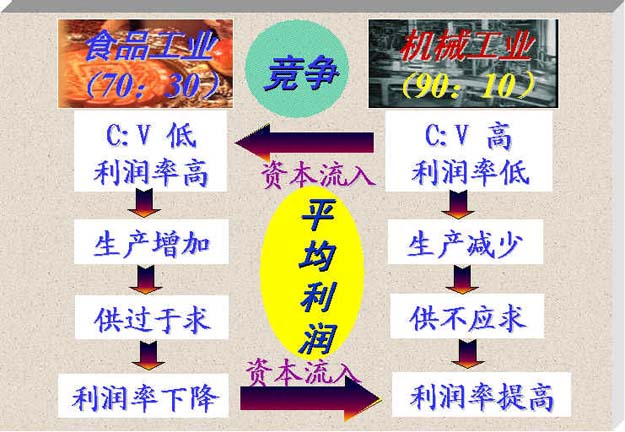 食品工业
（70：30）
竞争
机械工业
（90：10）
C:V 低
利润率高
资本流入
C:V 高
利润率低
生产增加
平均利润
生产减少
供过于求
供不应求
利润率下降
资本流入
利润率提高